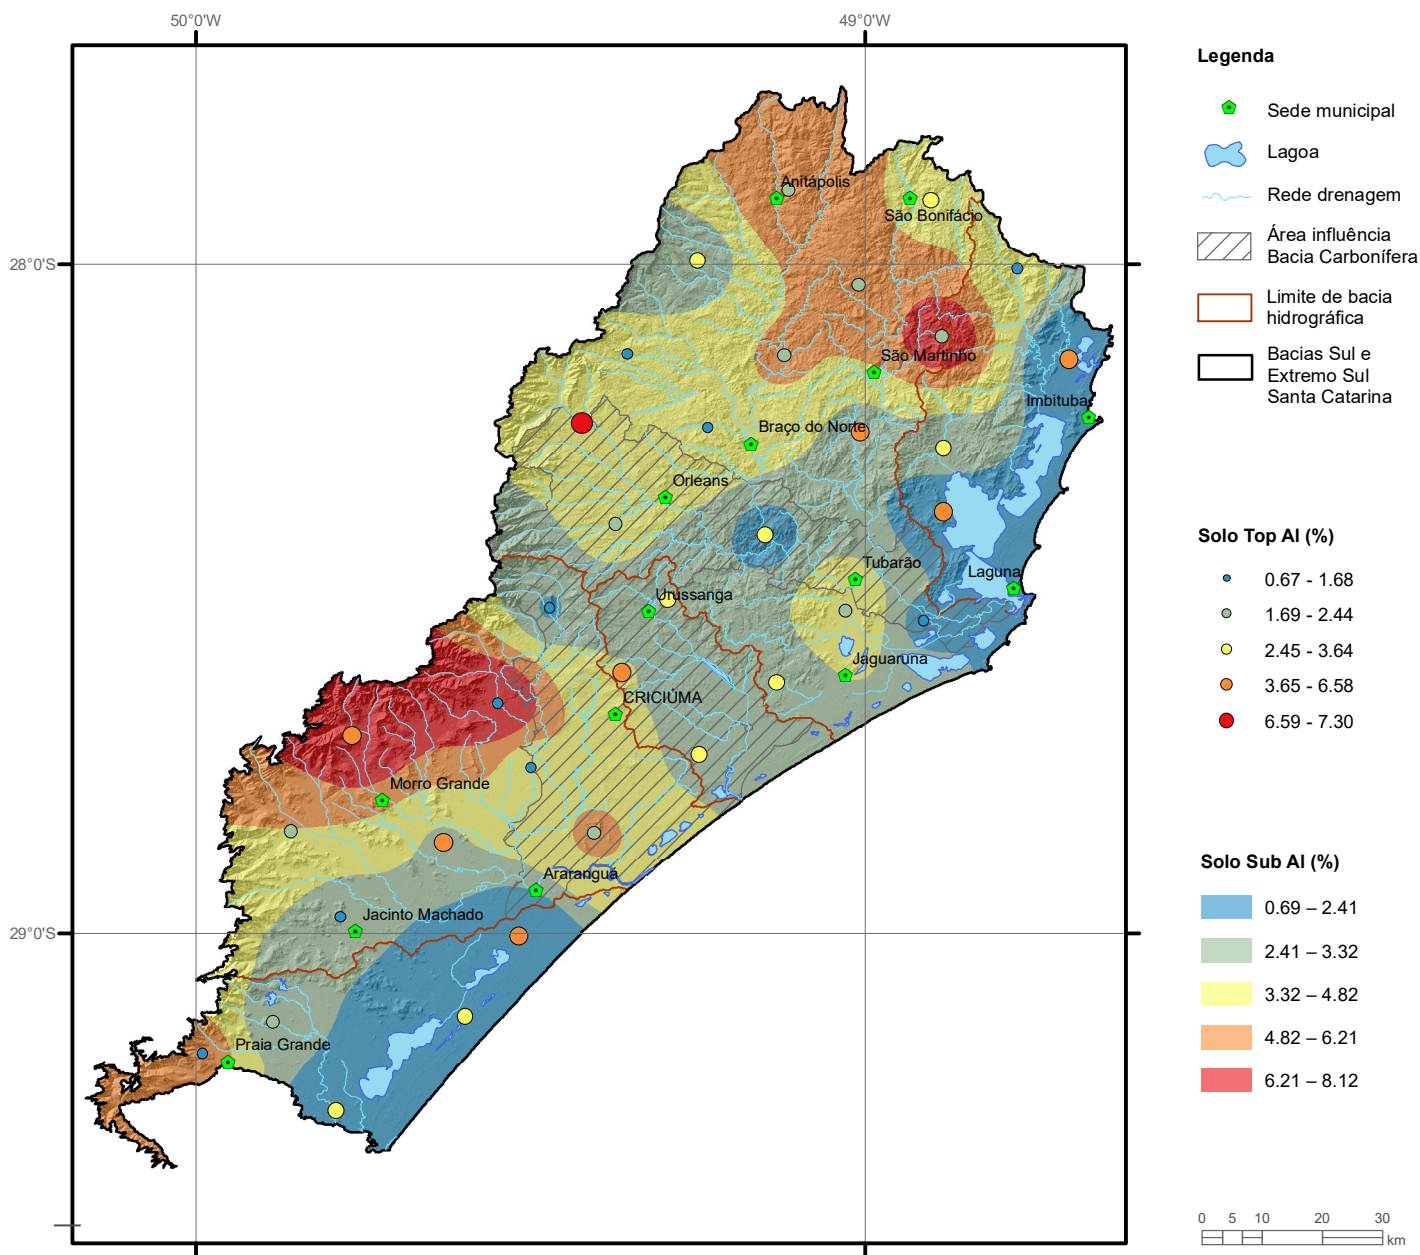 50°0'W
49°0'W
28°0'S
29°0'S
Anitápolis
São Bonifácio
São Martinho
Imbituba
Braço do Norte
Orleans
Tubarão
Laguna
Urussanga
Jaguaruna
CRICIÚMA
Morro Grande
Araranguá
Jacinto Machado
Praia Grande
Legenda
Sede municipal
Lagoa
Rede drenagem
Área influência
Bacia Carbonífera
Limite de bacia
hidrográfica
Bacias Sul e
Extremo Sul
Santa Catarina
Solo Top Al (%)
0.67 - 1.68
1.69 - 2.44
2.45 - 3.64
3.65 - 6.58
6.59 - 7.30
Solo Sub Al (%)
0.69 – 2.41
2.41 – 3.32
3.32 – 4.82
4.82 – 6.21
6.21 – 8.12
0 5 10 20 30
km